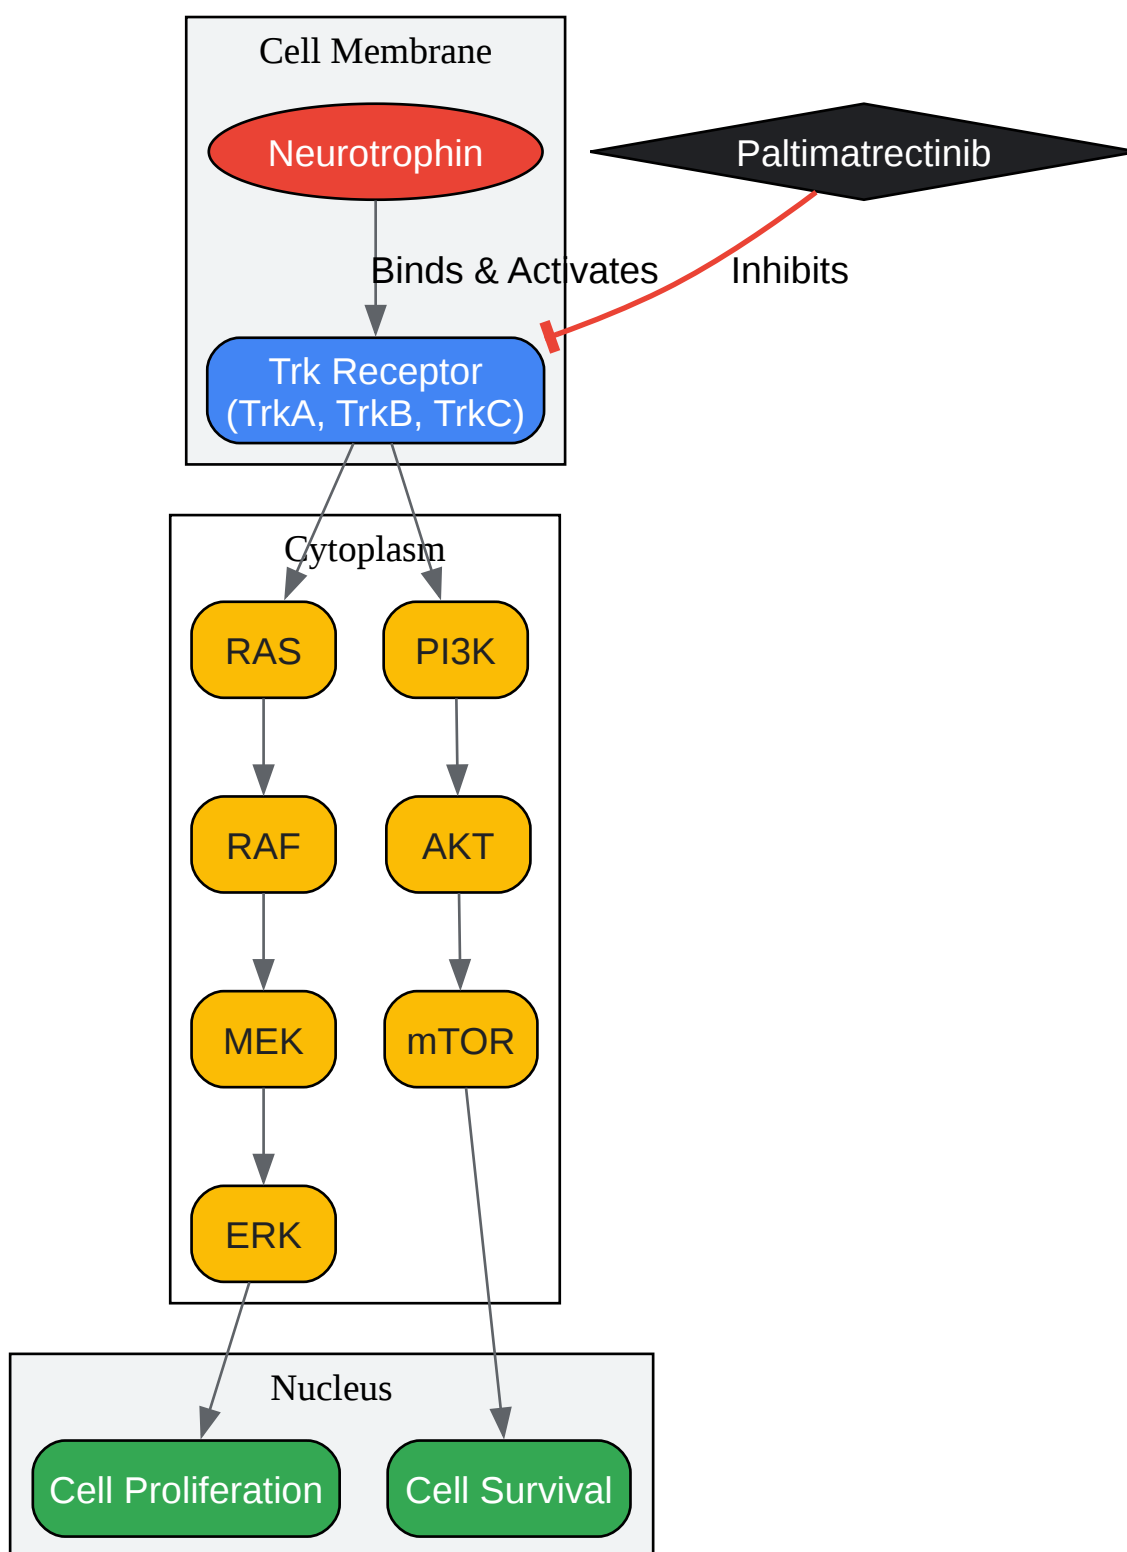 Cell Membrane
Neurotrophin
Paltimatrectinib
Binds & Activates
Inhibits
Trk Receptor
(TrkA, TrkB, TrkC)
Cytoplasm
RAS
PI3K
RAF
AKT
MEK
mTOR
ERK
Nucleus
Cell Proliferation
Cell Survival